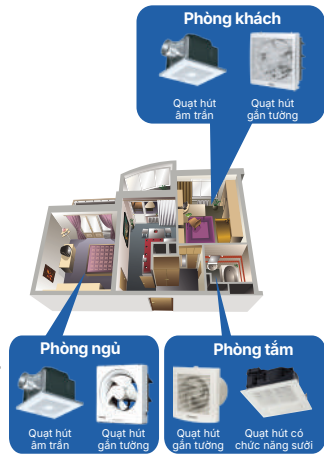 Phòng khách
Quạt hút Quạt hút
âm trần gắn tường
Phòng ngủ
Quạt hút Quạt hút
âm trần gắn tường
Phòng tắm
Quạt hút Quạt hút có
gắn tường chức năng sưởi